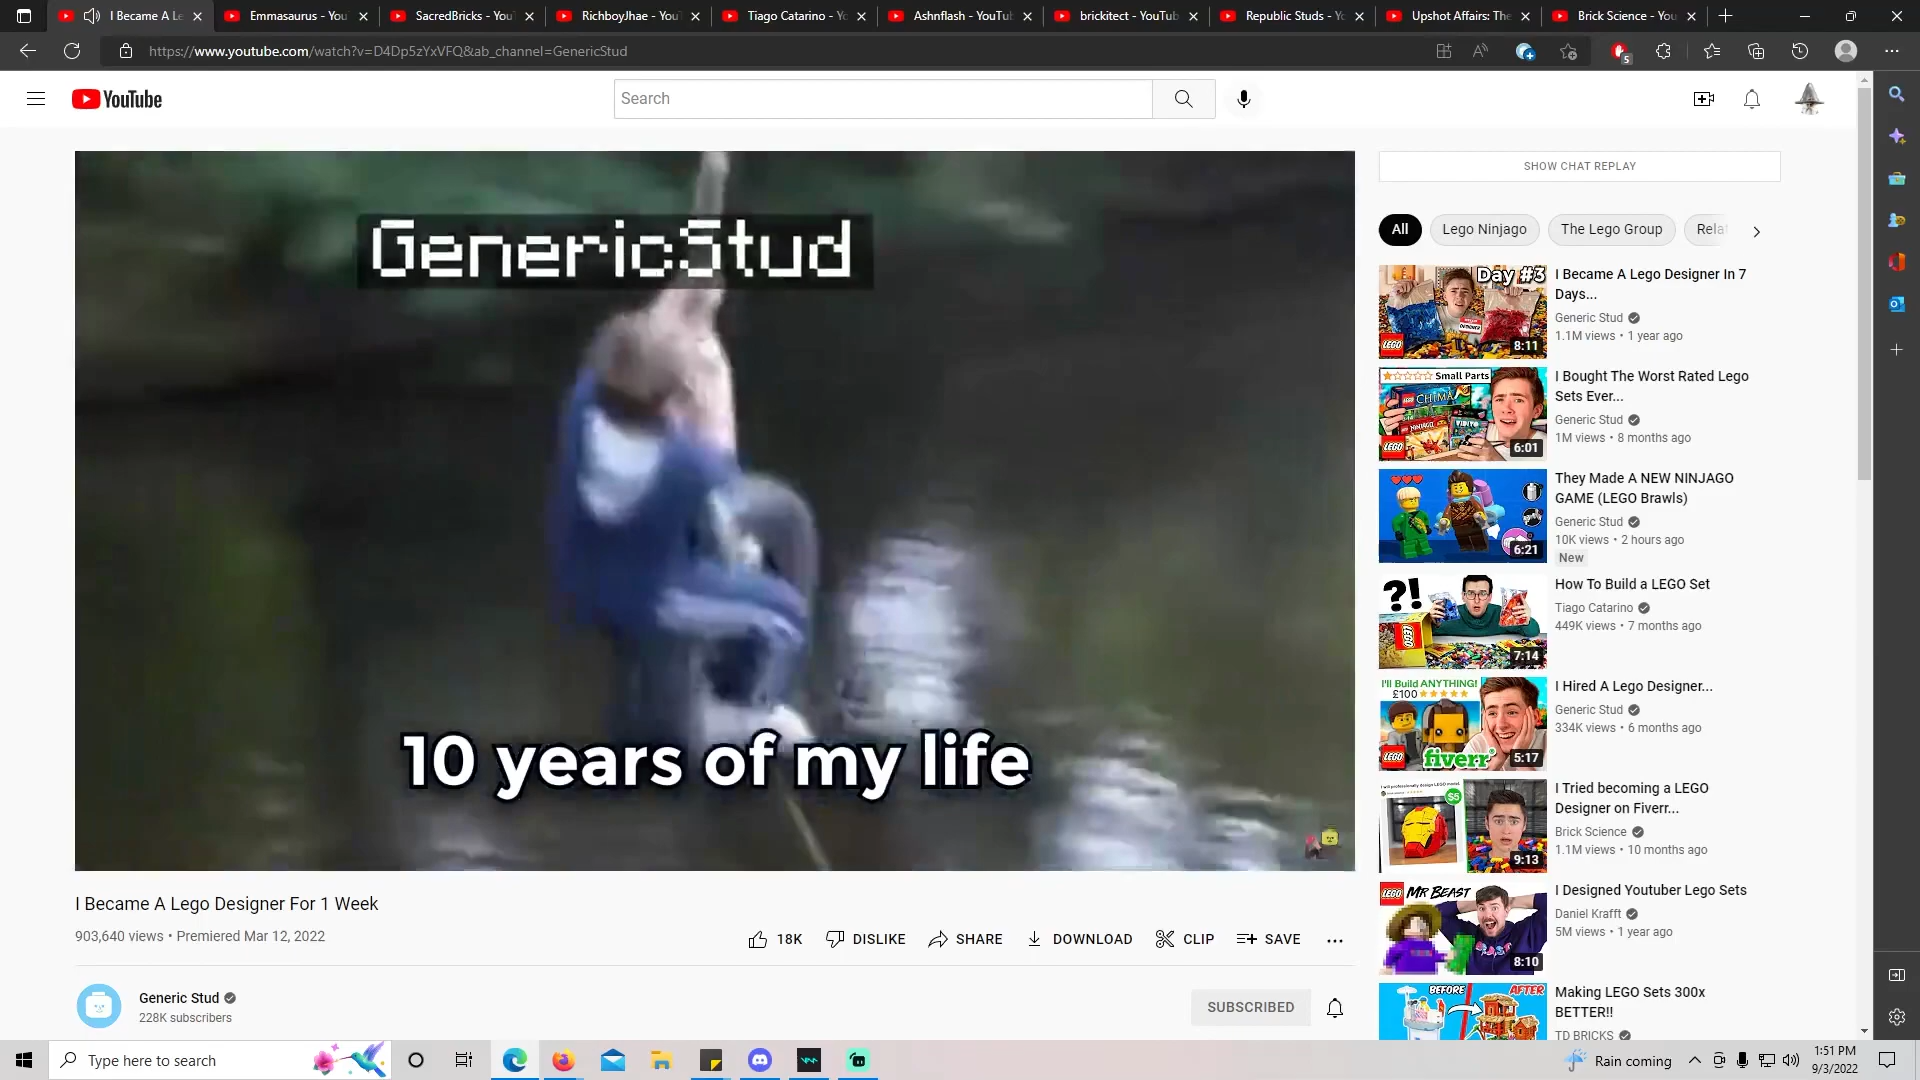 I Became A Le
Emmasaurus - You
SacredBricks - You
RichboyJhae - You
Tiago Catarino - Yo
Ashnflash - YouTu
brickitect - YouTub
Republic Studs - Yo
Upshot Affairs: The
Brick Science - You
https://www.youtube.com/watch?v=D4Dp5zYxVFQ&ab_channel=GenericStud
5
YouTube
Search
SHOW CHAT REPLAY
GenericStud
10 years of my life
All
Lego Ninjago
The Lego Group
Rela
Day #3
LEGO
8:11
I Became A Lego Designer In 7
Days...
Generic Stud
1.1M views • 1 year ago
Small Parts
CHIMA
NINJAGO
VIDIYO
LEGO
6:01
I Bought The Worst Rated Lego
Sets Ever...
Generic Stud
1M views • 8 months ago
6:21
They Made A NEW NINJAGO
GAME (LEGO Brawls)
Generic Stud
10K views • 2 hours ago
New
?!
LEGO
7:14
How To Build a LEGO Set
Tiago Catarino
449K views • 7 months ago
I'll Build ANYTHING!
£100
LEGO
fiverr
5:17
I Hired A Lego Designer...
Generic Stud
334K views • 6 months ago
$5
9:13
I Tried becoming a LEGO
Designer on Fiverr...
Brick Science
1.1M views • 10 months ago
LEGO
MR BEAST
8:10
I Designed Youtuber Lego Sets
Daniel Krafft
5M views • 1 year ago
BEFORE
AFTER
Making LEGO Sets 300x
BETTER!!
TD BRICKS
I Became A Lego Designer For 1 Week
903,640 views • Premiered Mar 12, 2022
18K
DISLIKE
SHARE
DOWNLOAD
CLIP
SAVE
Generic Stud
228K subscribers
SUBSCRIBED
Type here to search
Rain coming
1:51 PM
9/3/2022